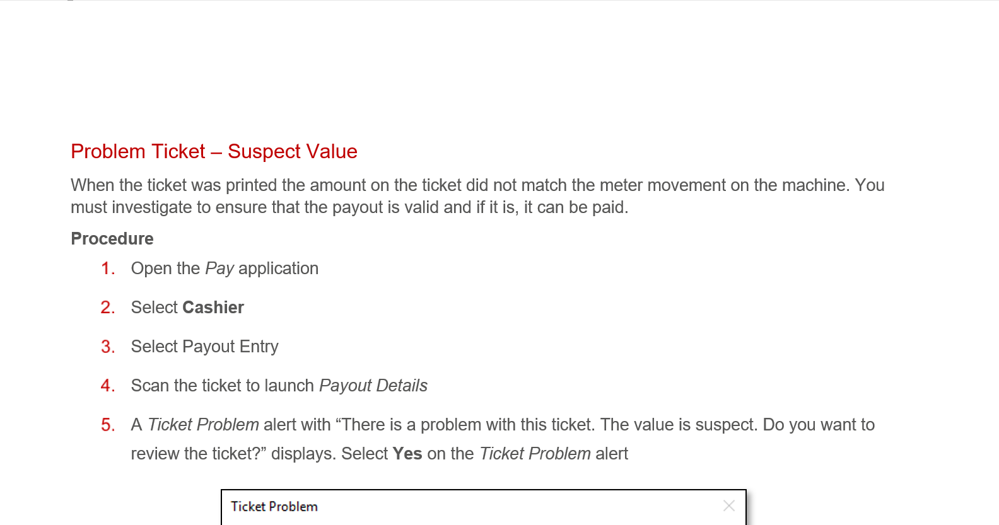 Problem Ticket – Suspect Value
When the ticket was printed the amount on the ticket did not match the meter movement on the machine. You
must investigate to ensure that the payout is valid and if it is, it can be paid.
Procedure
1. Open the Pay application
2. Select Cashier
3. Select Payout Entry
4. Scan the ticket to launch Payout Details
5. A Ticket Problem alert with “There is a problem with this ticket. The value is suspect. Do you want to
review the ticket?” displays. Select Yes on the Ticket Problem alert
Ticket Problem